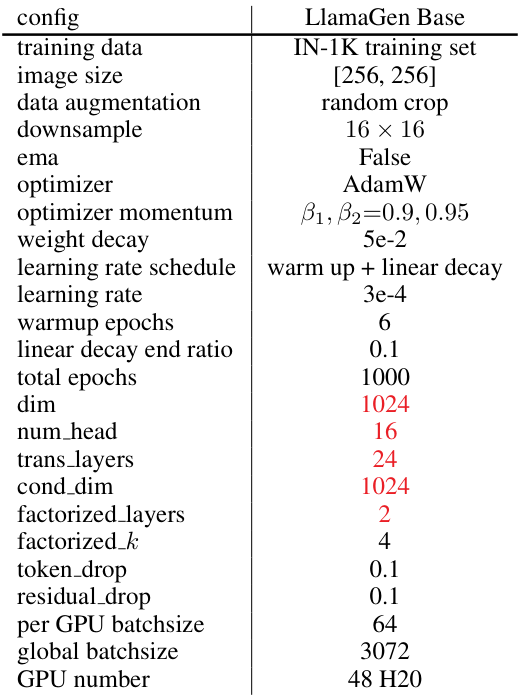 config LlamaGen Base
training data IN-1K training set
image size [256, 256]
data augmentation random crop
downsample 16 × 16
ema False
optimizer AdamW
optimizer momentum β1, β2=0.9, 0.95
weight decay 5e-2
learning rate schedule warm up + linear decay
learning rate 3e-4
warmup epochs 6
linear decay end ratio 0.1
total epochs 1000
dim 1024
num_head 16
trans_layers 24
cond_dim 1024
factorized_layers 2
factorized_k 4
token_drop 0.1
residual_drop 0.1
per GPU batchsize 64
global batchsize 3072
GPU number 48 H20